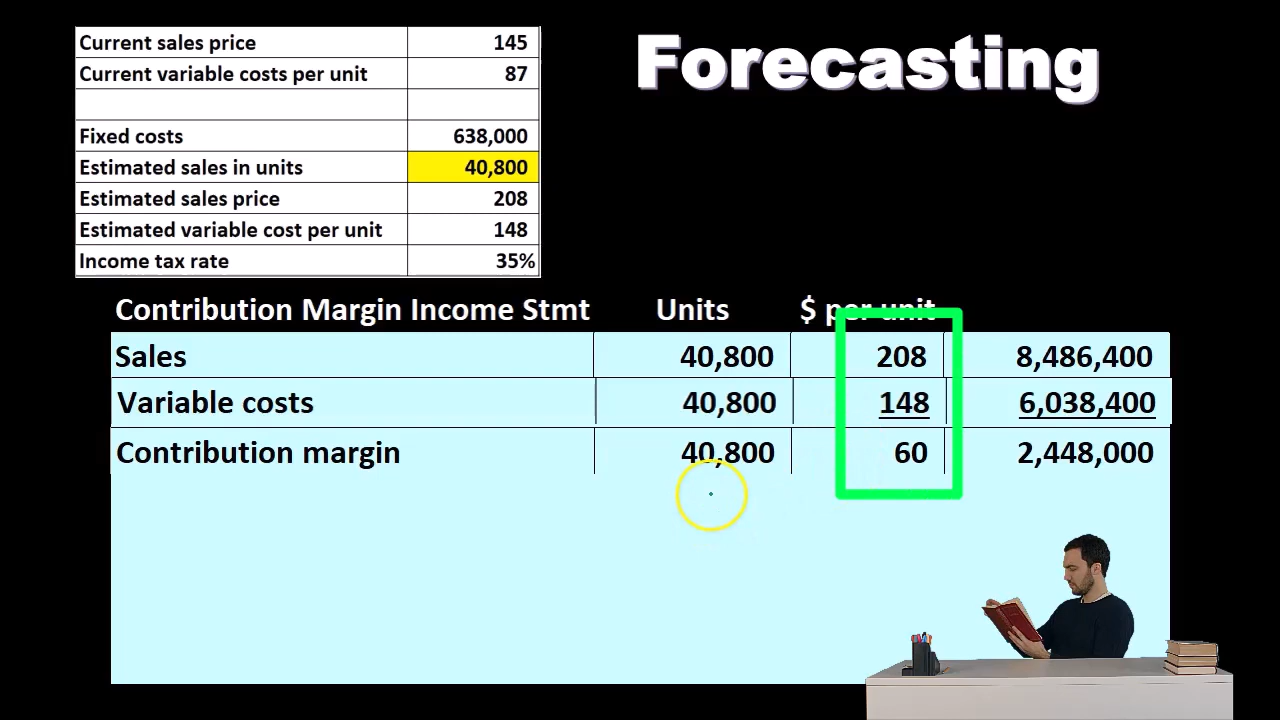 Forecasting
Current sales price 145
Current variable costs per unit 87
Fixed costs 638,000
Estimated sales in units 40,800
Estimated sales price 208
Estimated variable cost per unit 148
Income tax rate 35%
Contribution Margin Income Stmt Units $ per unit
Sales 40,800 208 8,486,400
Variable costs 40,800 148 6,038,400
Contribution margin 40,800 60 2,448,000